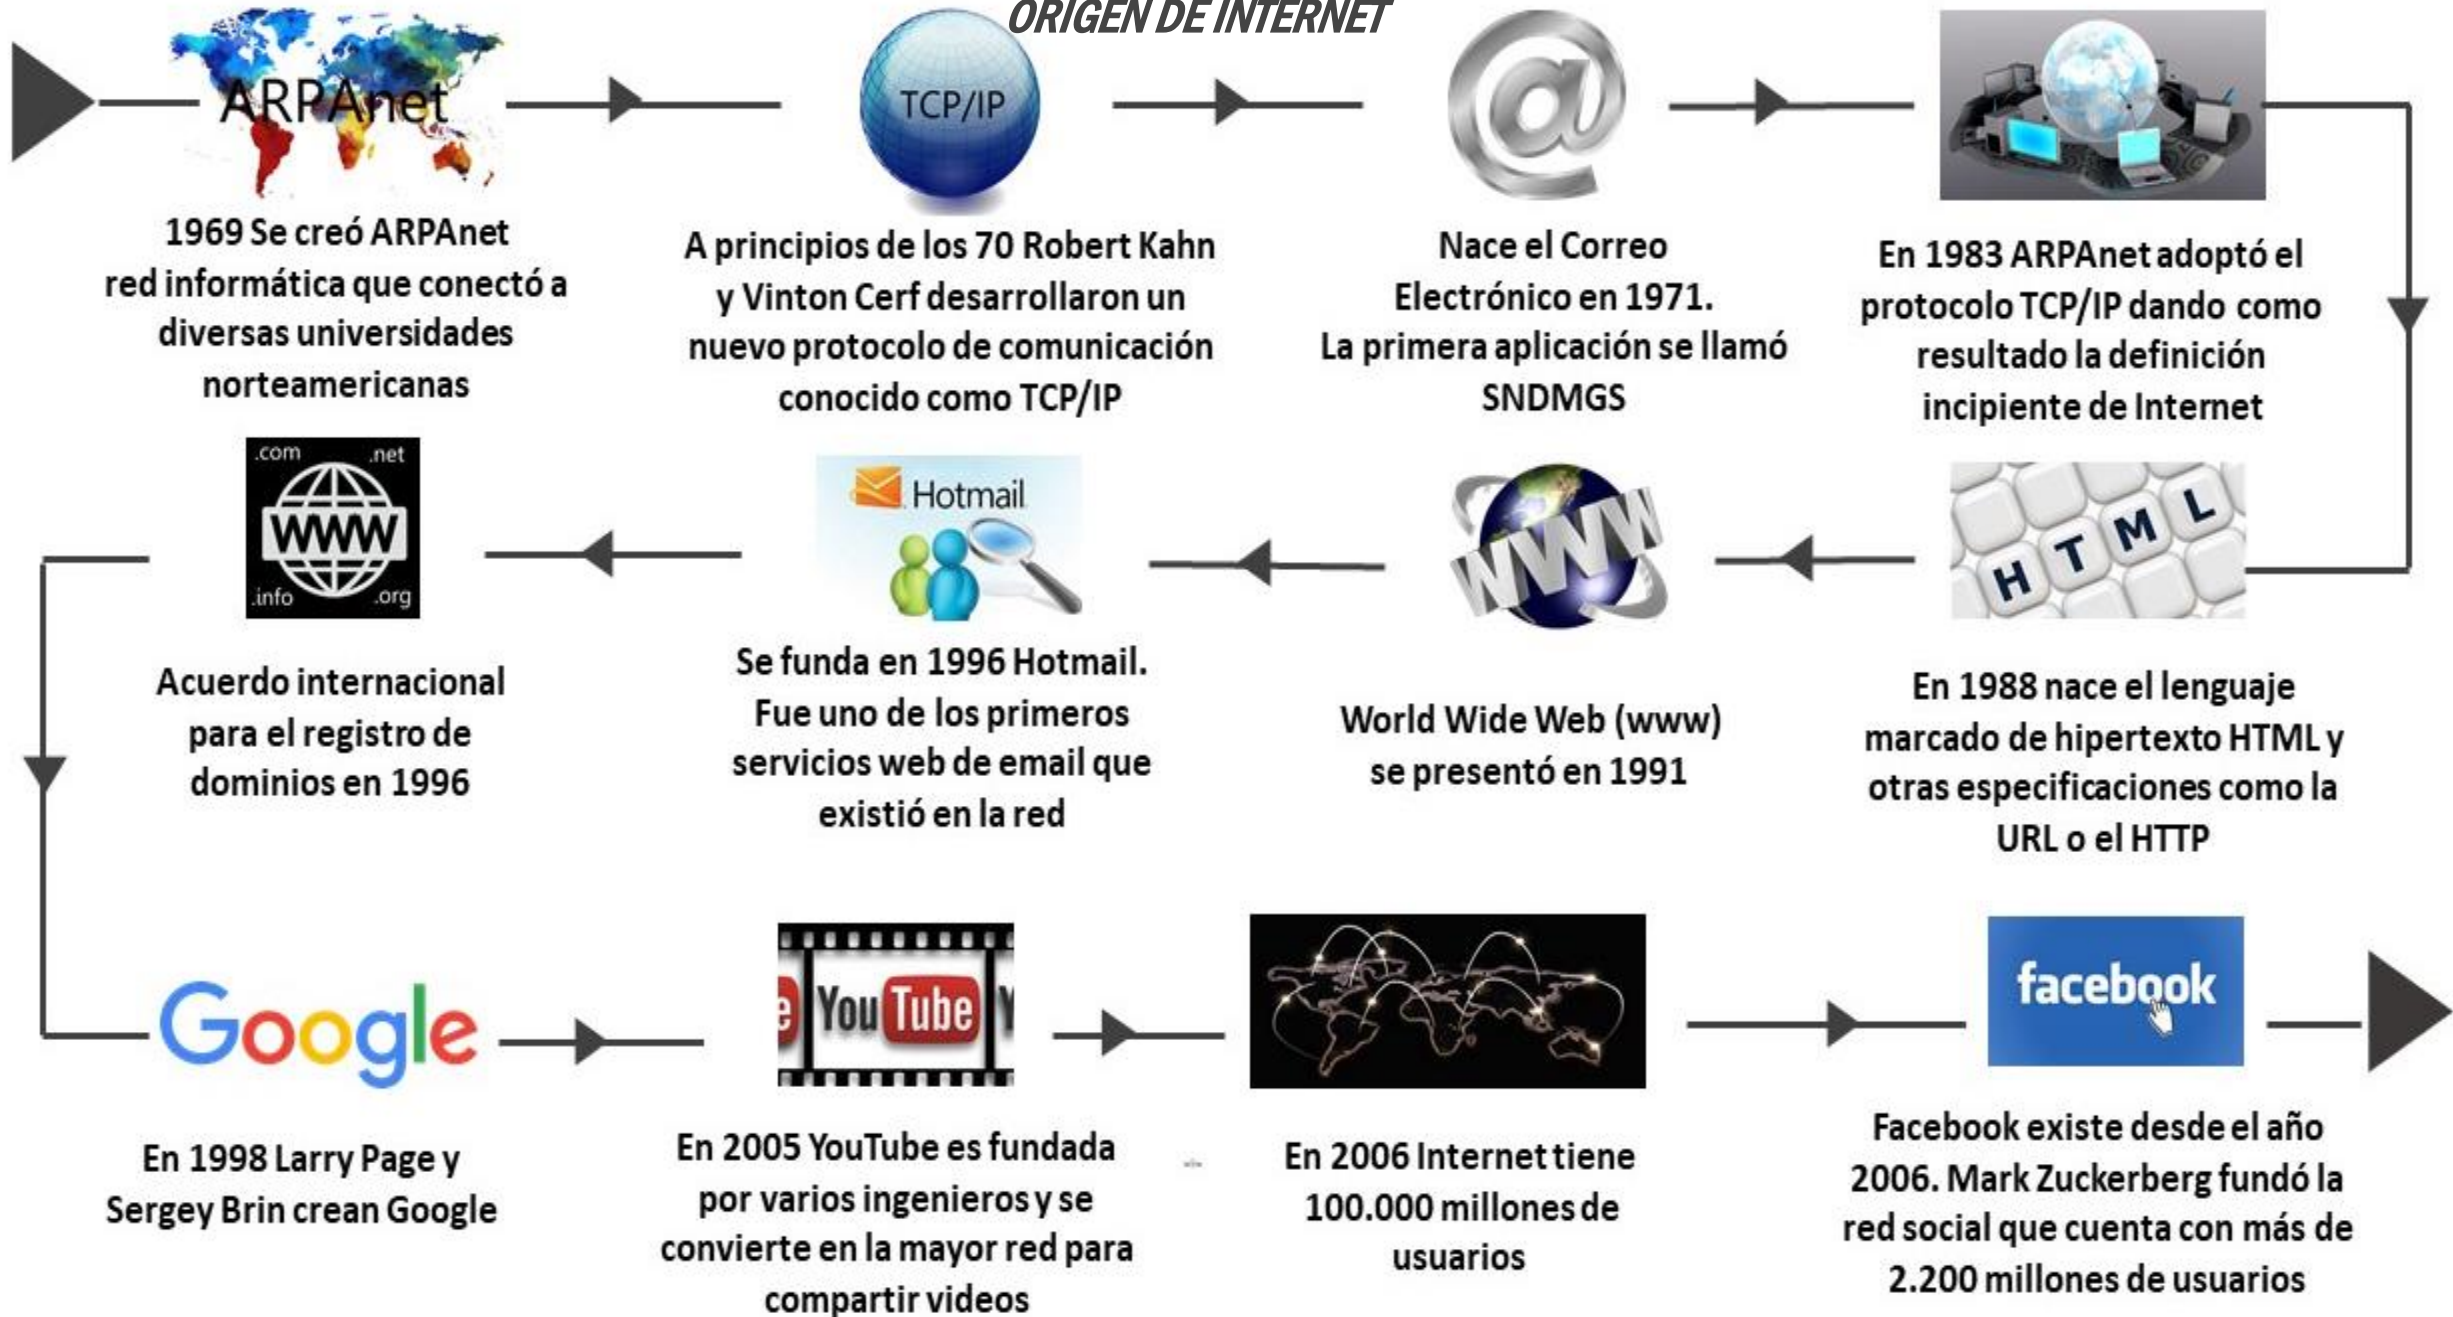 ORIGEN DE INTERNET
ARPAnet
1969 Se creó ARPAnet
red informática que conectó a
diversas universidades
norteamericanas
TCP/IP
A principios de los 70 Robert Kahn
y Vinton Cerf desarrollaron un
nuevo protocolo de comunicación
conocido como TCP/IP
@
Nace el Correo
Electrónico en 1971.
La primera aplicación se llamó
SNDMGS
En 1983 ARPAnet adoptó el
protocolo TCP/IP dando como
resultado la definición
incipiente de Internet
HTML
En 1988 nace el lenguaje
marcado de hipertexto HTML y
otras especificaciones como la
URL o el HTTP
WWW
World Wide Web (www)
se presentó en 1991
Hotmail
Se funda en 1996 Hotmail.
Fue uno de los primeros
servicios web de email que
existió en la red
.com .net
WWW
.info .org
Acuerdo internacional
para el registro de
dominios en 1996
Google
En 1998 Larry Page y
Sergey Brin crean Google
e YouTube Y
En 2005 YouTube es fundada
por varios ingenieros y se
convierte en la mayor red para
compartir videos
En 2006 Internet tiene
100.000 millones de
usuarios
facebook
Facebook existe desde el año
2006. Mark Zuckerberg fundó la
red social que cuenta con más de
2.200 millones de usuarios